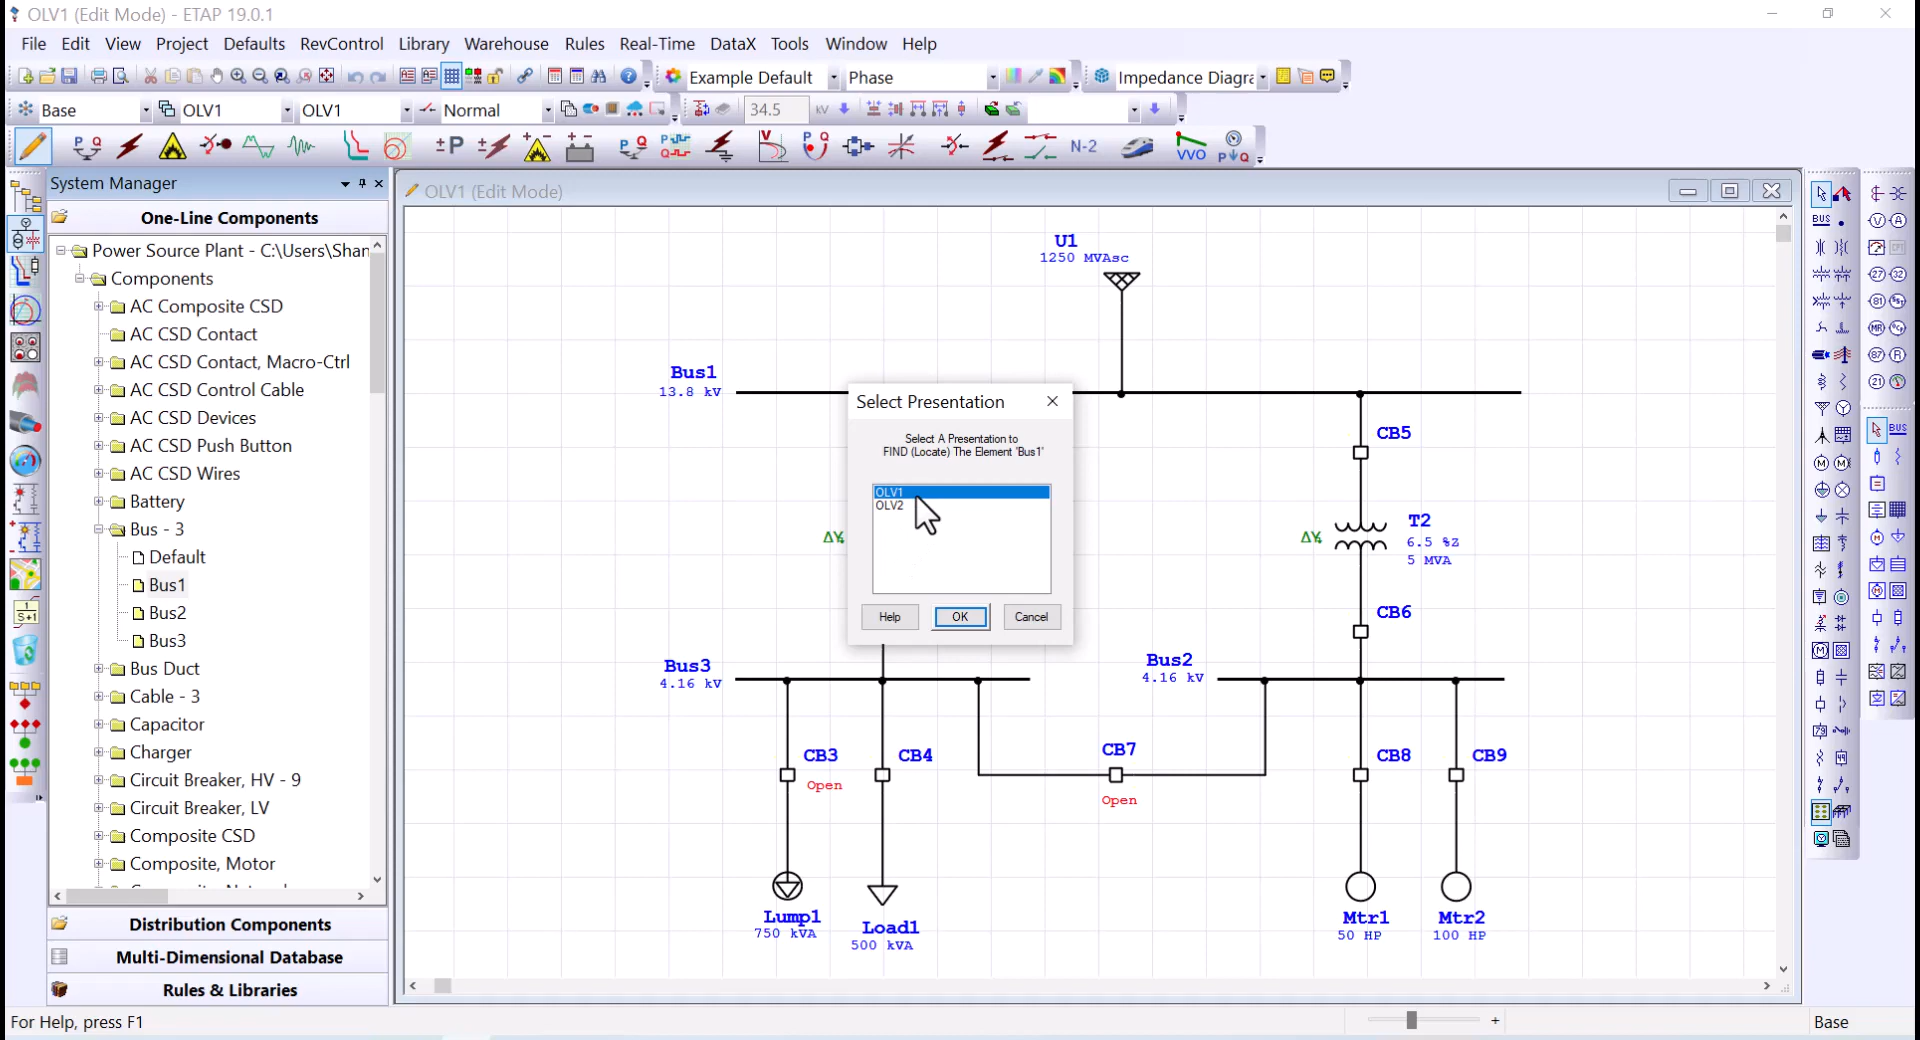 OLV1 (Edit Mode) - ETAP 19.0.1
File Edit View Project Defaults RevControl Library Warehouse Rules Real-Time DataX Tools Window Help
Example Default Phase Impedance Diagra
Base OLV1 OLV1 Normal 34.5 kV
N-2
VVO
System Manager
One-Line Components
Power Source Plant - C:\Users\Shan
Components
AC Composite CSD
AC CSD Contact
AC CSD Contact, Macro-Ctrl
AC CSD Control Cable
AC CSD Devices
AC CSD Push Button
AC CSD Wires
Battery
Bus - 3
Default
Bus1
Bus2
Bus3
Bus Duct
Cable - 3
Capacitor
Charger
Circuit Breaker, HV - 9
Circuit Breaker, LV
Composite CSD
Composite, Motor
Distribution Components
Multi-Dimensional Database
Rules & Libraries
OLV1 (Edit Mode)
U1
1250 MVAsc
Bus1
13.8 kV
CB5
T2
6.5 %Z
5 MVA
CB6
Select Presentation
Select A Presentation to
FIND (Locate) The Element 'Bus1'
OLV1
OLV2
Help OK Cancel
Bus3
4.16 kV
Bus2
4.16 kV
CB3
Open
CB4
CB7
Open
CB8
CB9
Lump1
750 kVA
Load1
500 kVA
Mtr1
50 HP
Mtr2
100 HP
BUS
BUS
For Help, press F1
Base